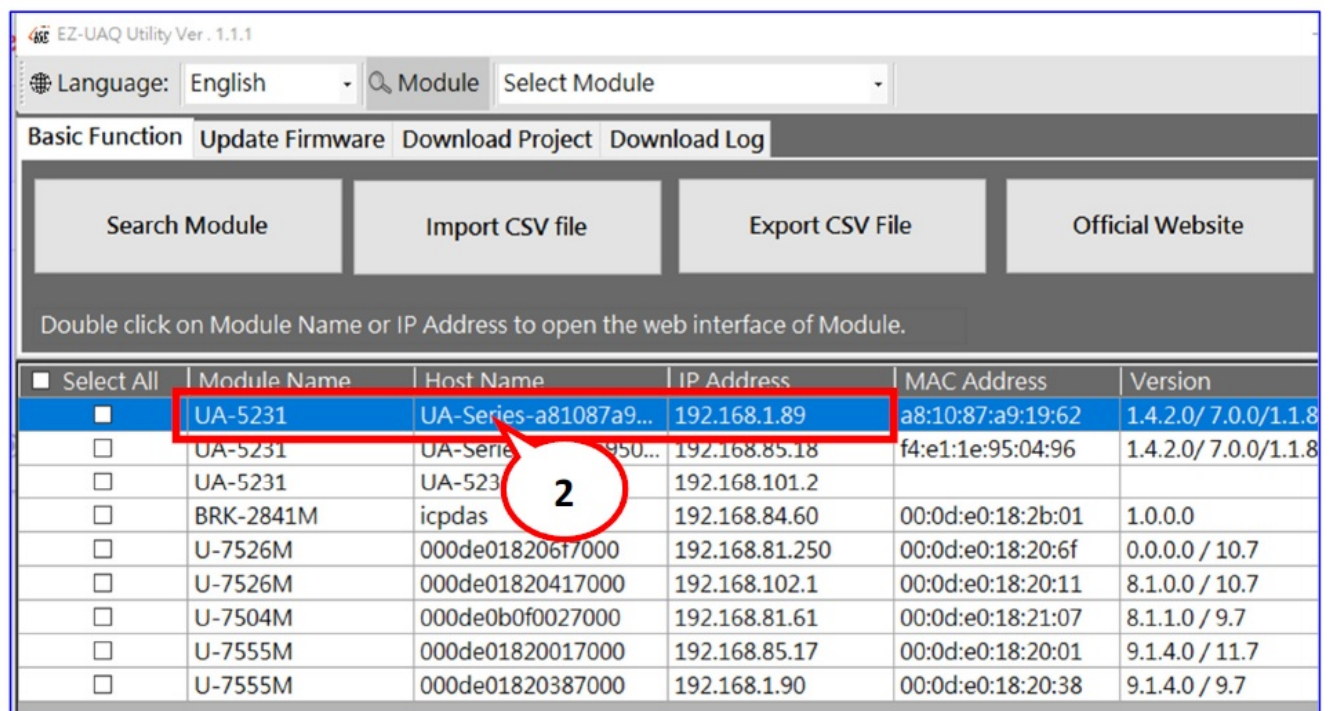 EZ-UAQ Utility Ver . 1.1.1
Language: English Module Select Module
Basic Function Update Firmware Download Project Download Log
Search Module Import CSV file Export CSV File Official Website
Double click on Module Name or IP Address to open the web interface of Module.
Select All Module Name Host Name IP Address MAC Address Version
UA-5231 UA-Series-a81087a9... 192.168.1.89 a8:10:87:a9:19:62 1.4.2.0/ 7.0.0/1.1.8
UA-5231 UA-Serie 950... 192.168.85.18 f4:e1:1e:95:04:96 1.4.2.0/ 7.0.0/1.1.8
UA-5231 UA-523 192.168.101.2
2
BRK-2841M icpdas 192.168.84.60 00:0d:e0:18:2b:01 1.0.0.0
U-7526M 000de018206f7000 192.168.81.250 00:0d:e0:18:20:6f 0.0.0.0 / 10.7
U-7526M 000de01820417000 192.168.102.1 00:0d:e0:18:20:11 8.1.0.0 / 10.7
U-7504M 000de0b0f0027000 192.168.81.61 00:0d:e0:18:21:07 8.1.1.0 / 9.7
U-7555M 000de01820017000 192.168.85.17 00:0d:e0:18:20:01 9.1.4.0 / 11.7
U-7555M 000de01820387000 192.168.1.90 00:0d:e0:18:20:38 9.1.4.0 / 9.7